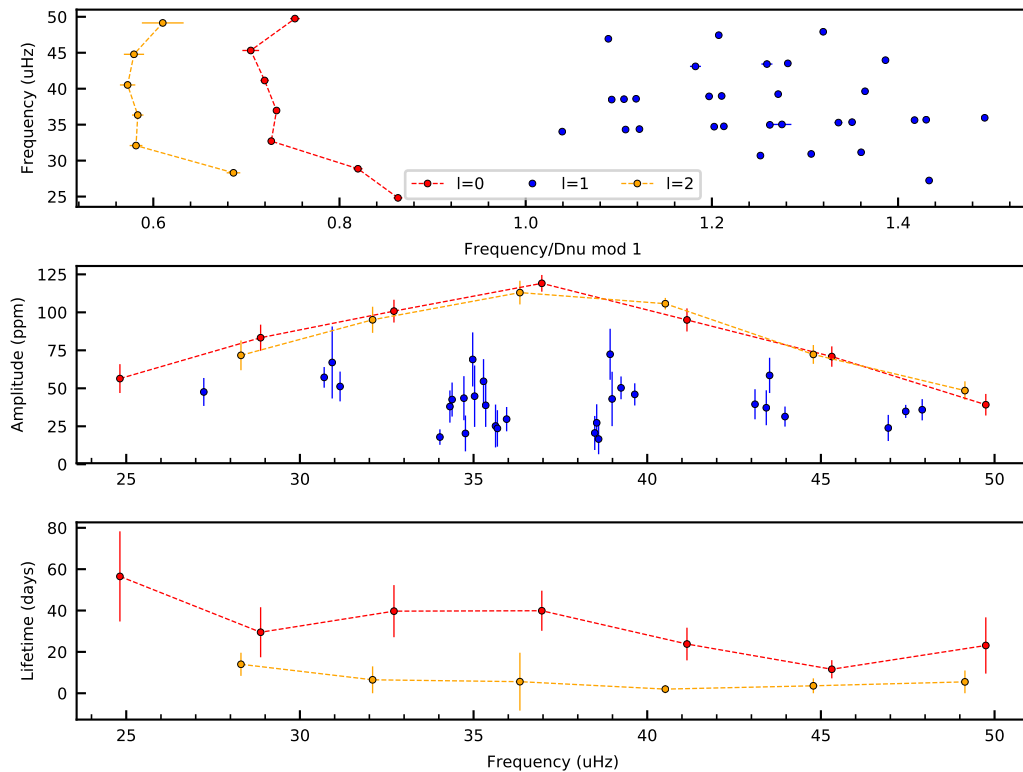 50
45
40
35
30
25
Frequency (uHz)
l=0 l=1 l=2
0.6 0.8 1.0 1.2 1.4
Frequency/Dnu mod 1
125
100
75
50
25
0
Amplitude (ppm)
25 30 35 40 45 50
80
60
40
20
0
Lifetime (days)
25 30 35 40 45 50
Frequency (uHz)